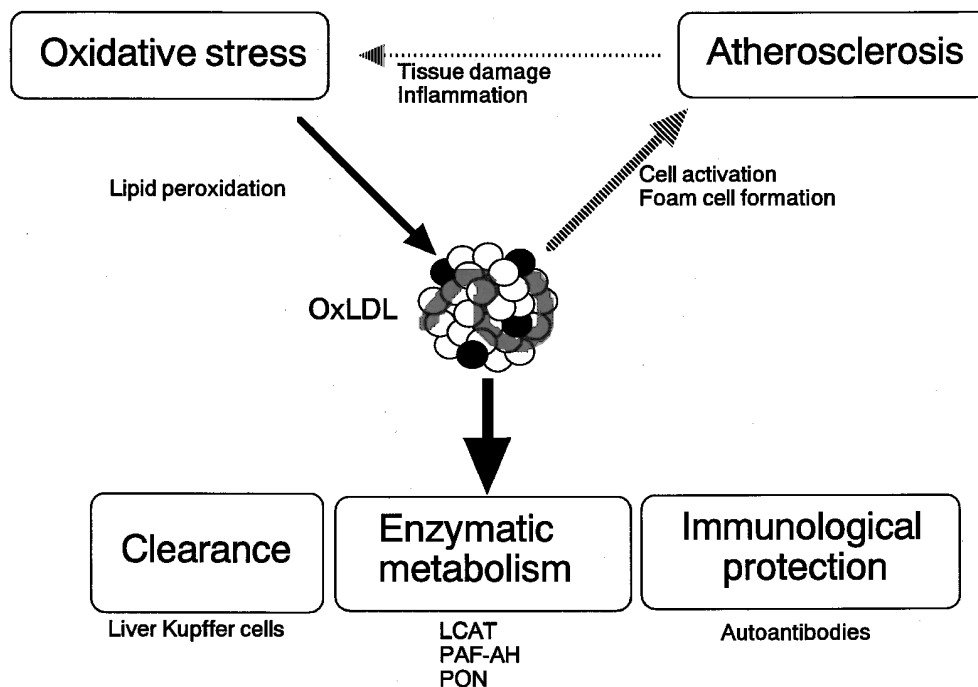 Oxidative stress
Atherosclerosis
Tissue damage
Inflammation
Lipid peroxidation
Cell activation
Foam cell formation
OxLDL
Clearance
Enzymatic
metabolism
Immunological
protection
Liver Kupffer cells
LCAT
PAF-AH
PON
Autoantibodies